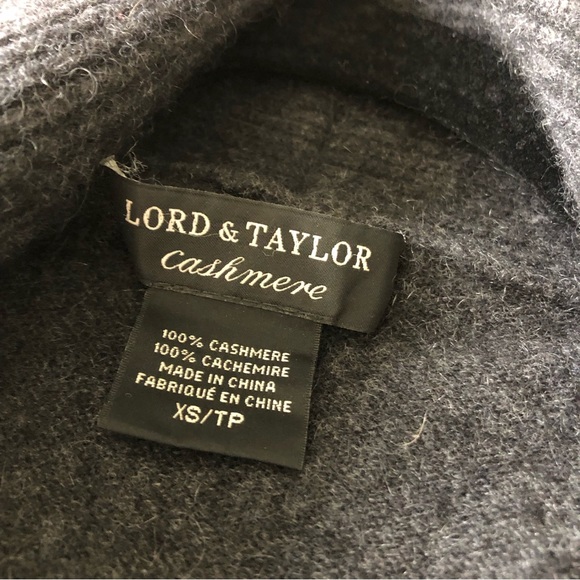 LORD & TAYLOR
cashmere
100% CASHMERE
100% CACHEMIRE
MADE IN CHINA
FABRIQUÉ EN CHINE
XS/TP